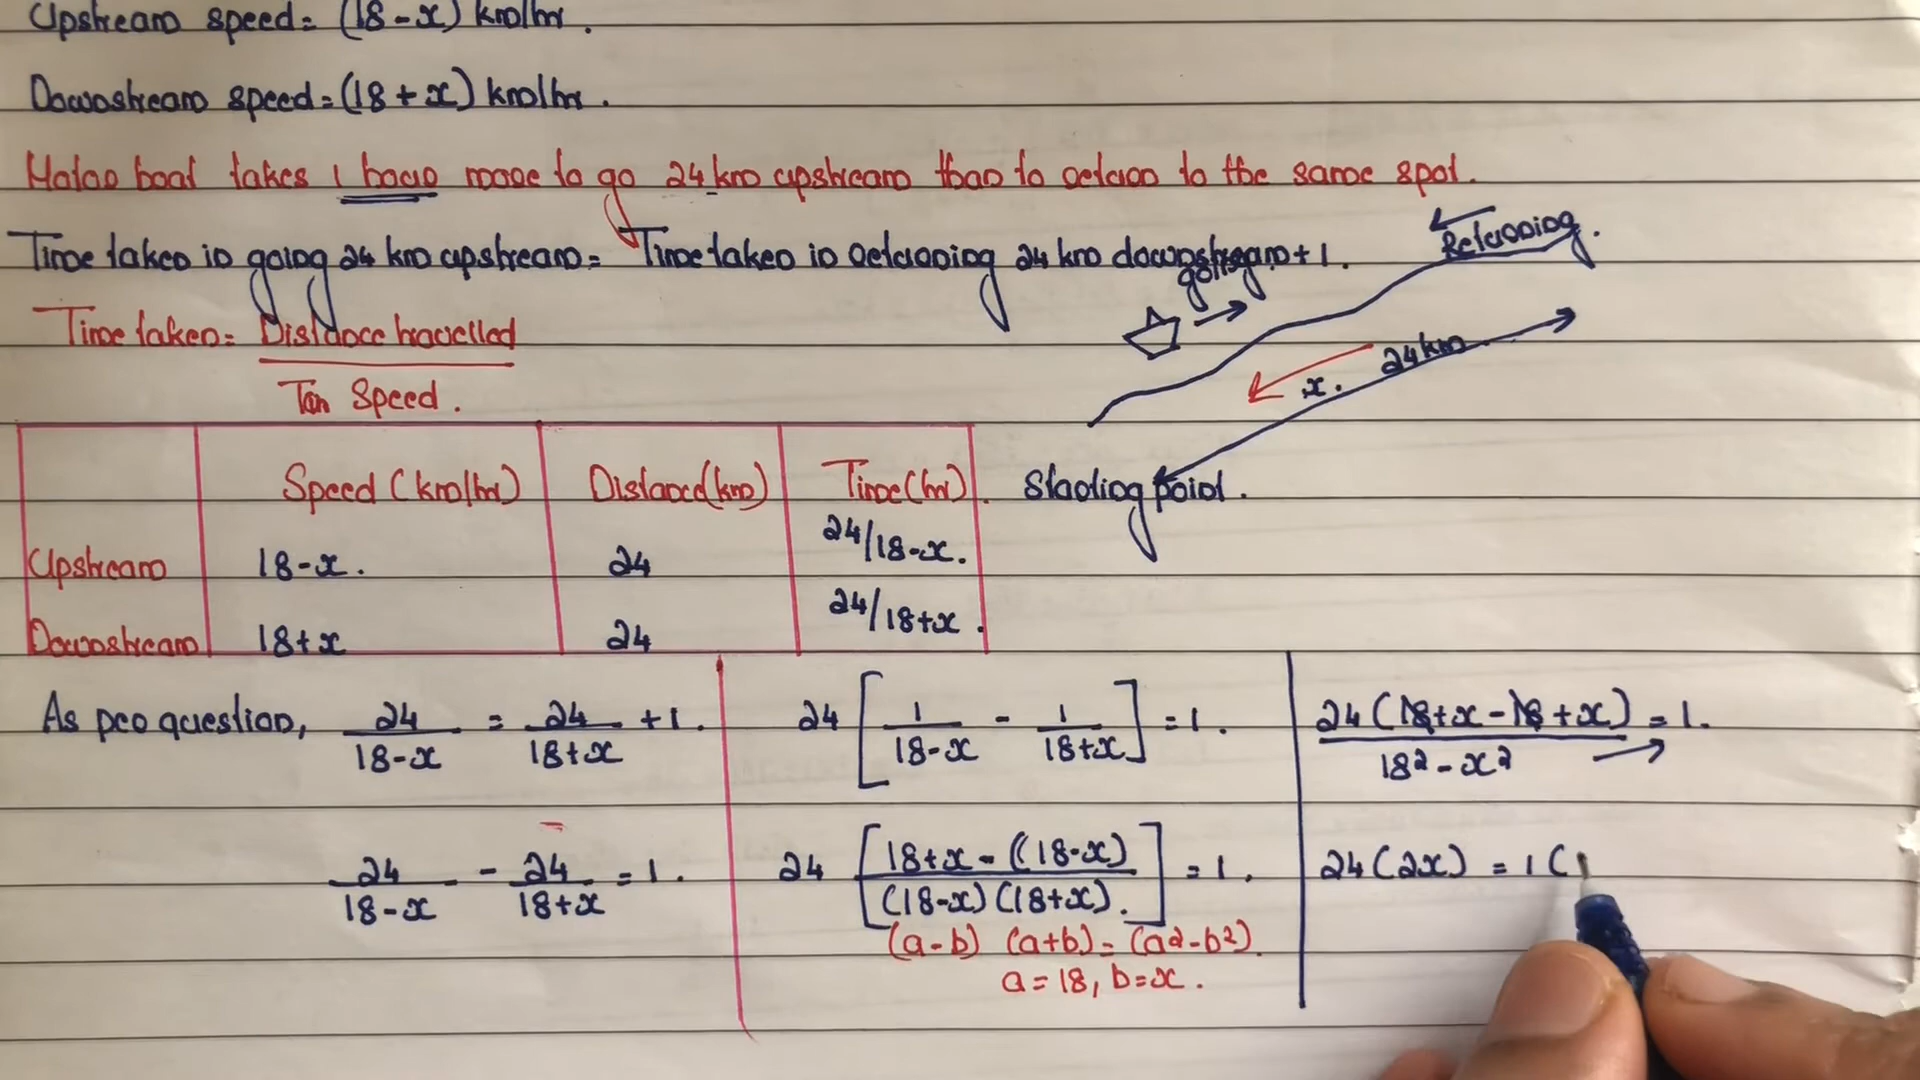 Upstream speed = (18 - x) km/hr.
Downstream speed = (18 + x) km/hr.
Motor boat takes 1 hour more to go 24 km upstream than to return to the same spot.
Time taken in going 24 km upstream = Time taken in returning 24 km downstream + 1.
Returning.
going
Time taken = Distance travelled
Speed.
24 km
x.
Speed (km/hr) Distance (km) Time (hr).
Starting point.
Upstream 18 - x. 24 24/18 - x.
Downstream 18 + x 24 24/18 + x.
As per question, 24/18 - x = 24/18 + x + 1.
24/18 - x - 24/18 + x = 1.
24 [1/18 - x - 1/18 + x] = 1.
24 [18 + x - ((18 - x)/(18 - x)(18 + x).] = 1.
(a - b) (a + b) = (a2 - b²).
a = 18, b = x.
24 (18 + x - 18 + x)/18² - x² = 1.
24 (2x) = 1 (